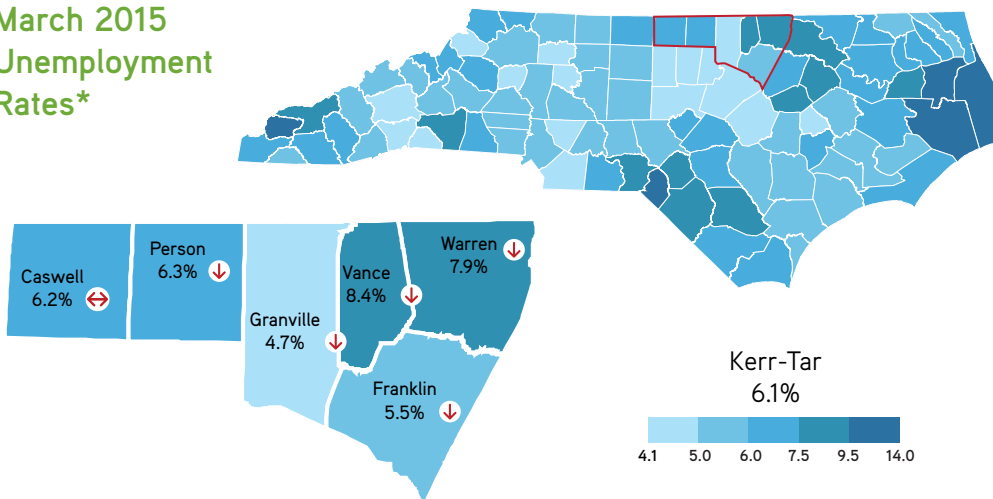 March 2015
Unemployment
Rates*
Caswell
6.2%
Person
6.3%
Granville
4.7%
Vance
8.4%
Warren
7.9%
Franklin
5.5%
Kerr-Tar
6.1%
4.1 5.0 6.0 7.5 9.5 14.0